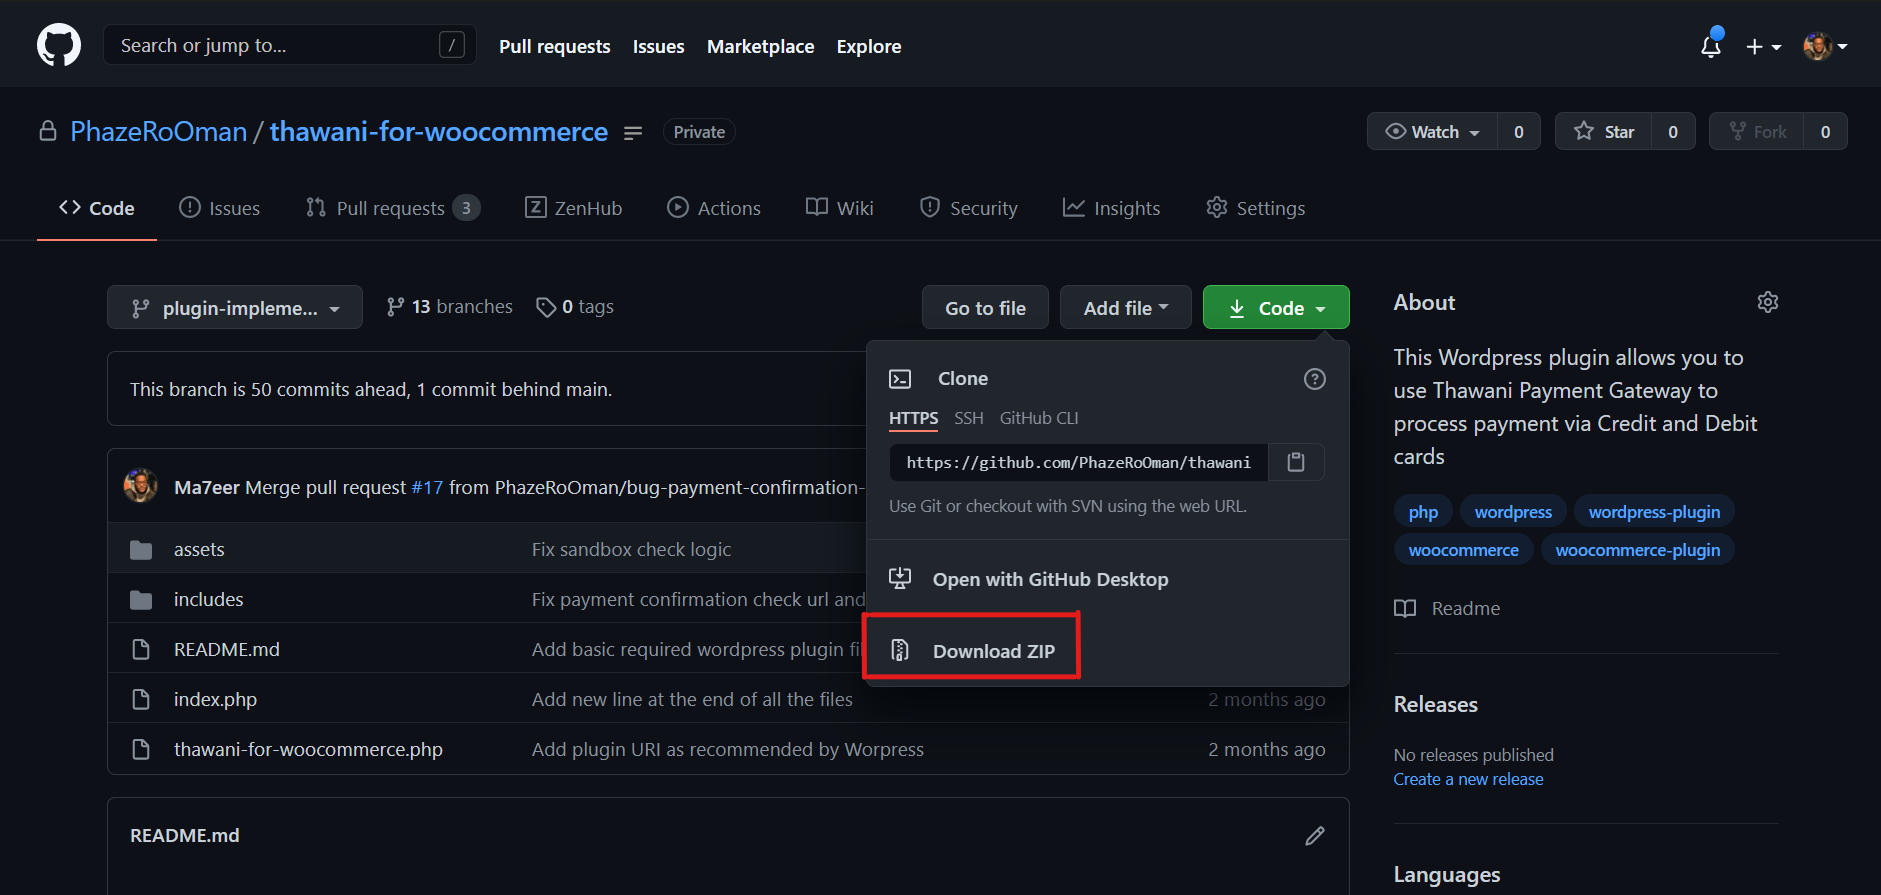 Search or jump to... /
Pull requests Issues Marketplace Explore
PhazeRoOman / thawani-for-woocommerce Private
Watch 0 Star 0 Fork 0
Code Issues Pull requests 3 ZenHub Actions Wiki Security Insights Settings
plugin-impleme... 13 branches 0 tags
Go to file Add file Code
This branch is 50 commits ahead, 1 commit behind main.
Ma7eer Merge pull request #17 from PhazeRoOman/bug-payment-confirmation-
assets Fix sandbox check logic
includes Fix payment confirmation check url and
README.md Add basic required wordpress plugin fil
index.php Add new line at the end of all the files 2 months ago
thawani-for-woocommerce.php Add plugin URI as recommended by Worpress 2 months ago
README.md
Clone
HTTPS SSH GitHub CLI
https://github.com/PhazeRoOman/thawani
Use Git or checkout with SVN using the web URL.
Open with GitHub Desktop
Download ZIP
About
This Wordpress plugin allows you to
use Thawani Payment Gateway to
process payment via Credit and Debit
cards
php wordpress wordpress-plugin
woocommerce woocommerce-plugin
Readme
Releases
No releases published
Create a new release
Languages